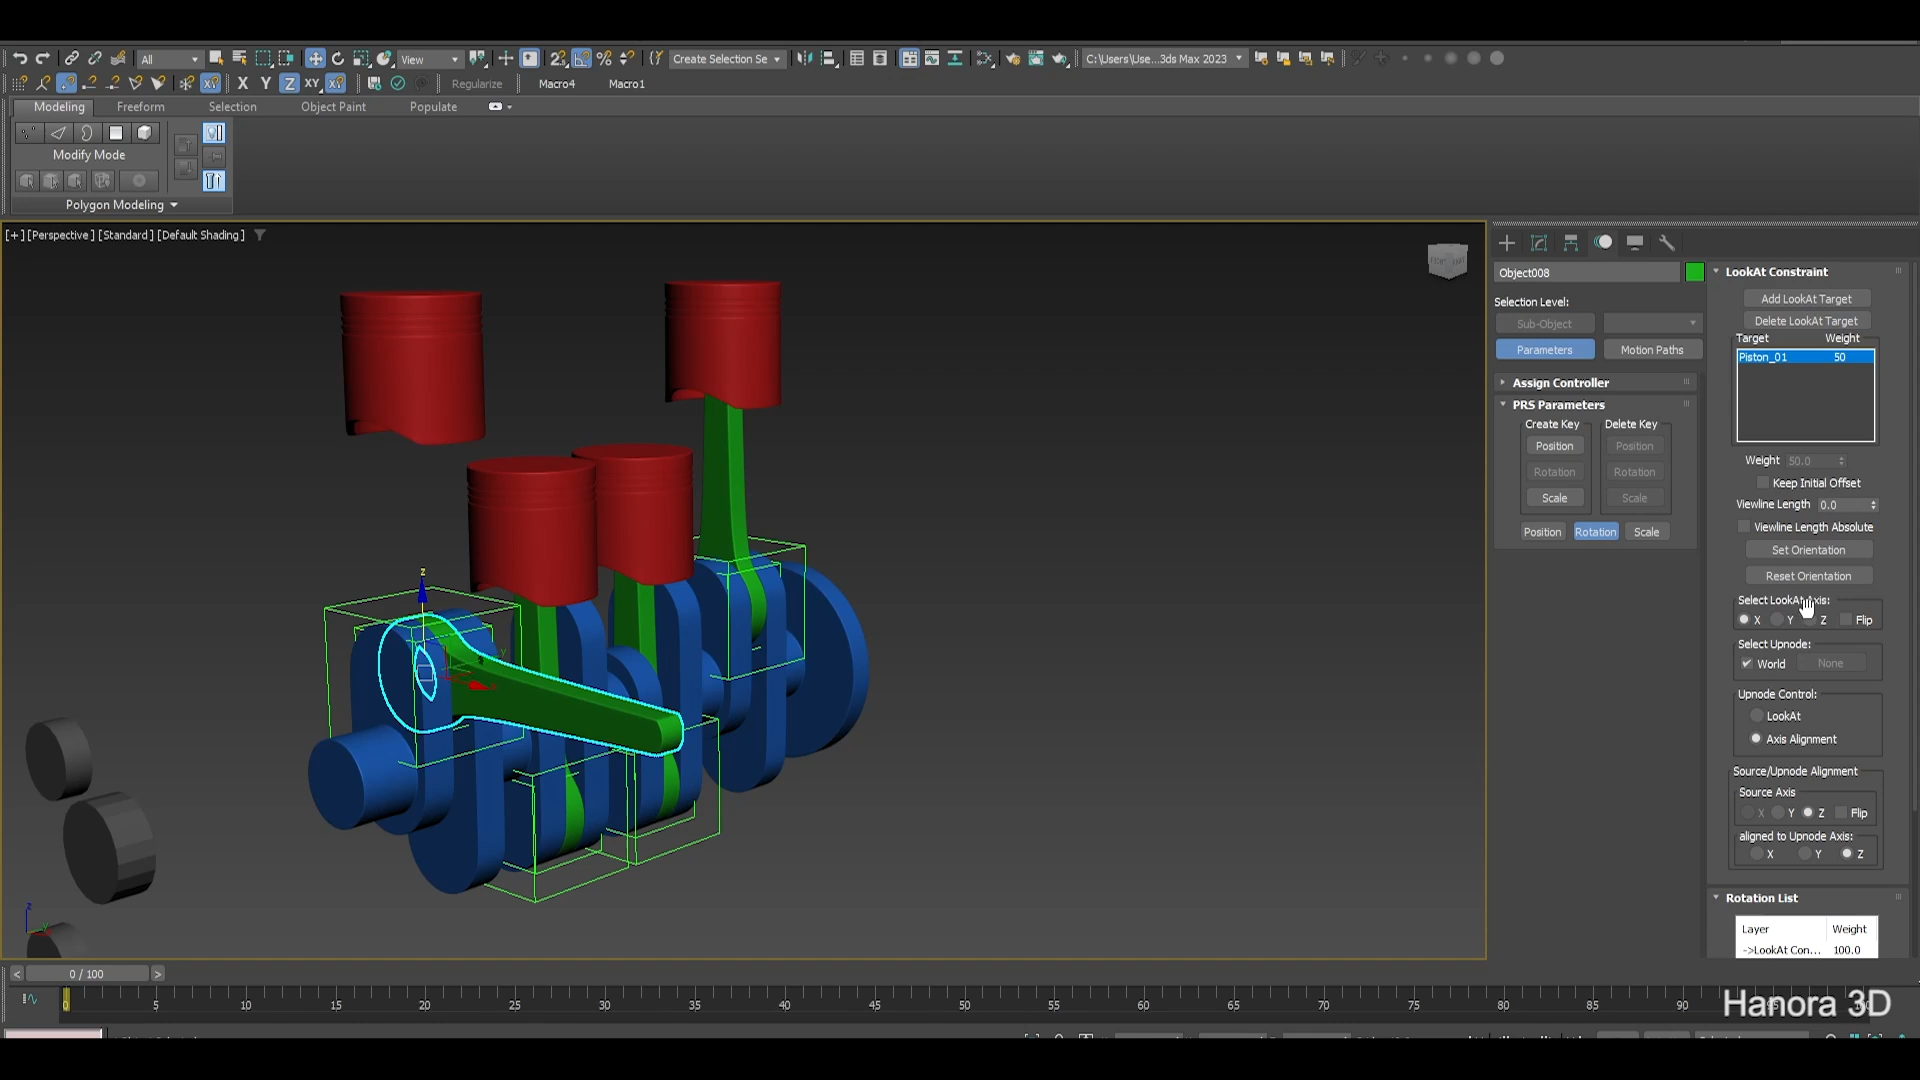 All
View
Create Selection Se
C:\Users\Use...3ds Max 2023
X Y Z XY
Regularize
Macro4
Macro1
Modeling
Freeform
Selection
Object Paint
Populate
Modify Mode
Polygon Modeling
[+] [Perspective] [Standard] [Default Shading]
Object008
Selection Level:
Sub-Object
Parameters
Motion Paths
Assign Controller
PRS Parameters
Create Key
Delete Key
Position
Position
Rotation
Rotation
Scale
Scale
Position
Rotation
Scale
LookAt Constraint
Add LookAt Target
Delete LookAt Target
Target Weight
Piston_01 50
Weight 50.0
Keep Initial Offset
Viewline Length 0.0
Viewline Length Absolute
Set Orientation
Reset Orientation
Select LookAt Axis:
X Y Z Flip
Select Upnode:
World None
Upnode Control:
LookAt
Axis Alignment
Source/Upnode Alignment
Source Axis
X Y Z Flip
aligned to Upnode Axis:
X Y Z
Rotation List
Layer Weight
->LookAt Con... 100.0
z
z
< 0 / 100 >
0 5 10 15 20 25 30 35 40 45 50 55 60 65 70 75 80 85 90
Hanora 3D